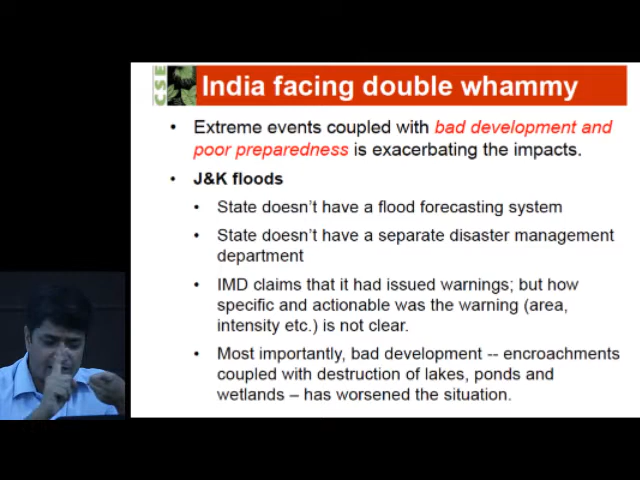 CSE
India facing double whammy
• Extreme events coupled with bad development and
poor preparedness is exacerbating the impacts.
• J&K floods
• State doesn't have a flood forecasting system
• State doesn't have a separate disaster management
department
• IMD claims that it had issued warnings; but how
specific and actionable was the warning (area,
intensity etc.) is not clear.
• Most importantly, bad development -- encroachments
coupled with destruction of lakes, ponds and
wetlands – has worsened the situation.